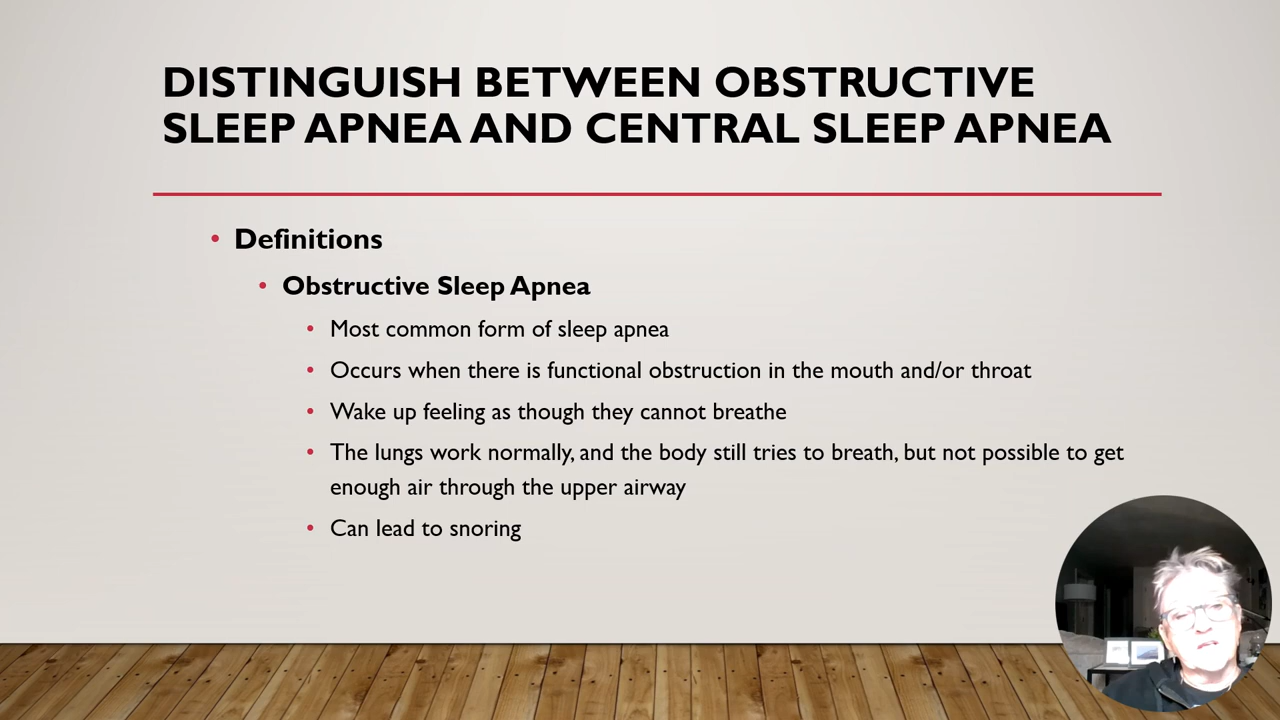 DISTINGUISH BETWEEN OBSTRUCTIVE
SLEEP APNEA AND CENTRAL SLEEP APNEA
• Definitions
• Obstructive Sleep Apnea
• Most common form of sleep apnea
• Occurs when there is functional obstruction in the mouth and/or throat
• Wake up feeling as though they cannot breathe
• The lungs work normally, and the body still tries to breath, but not possible to get
enough air through the upper airway
• Can lead to snoring